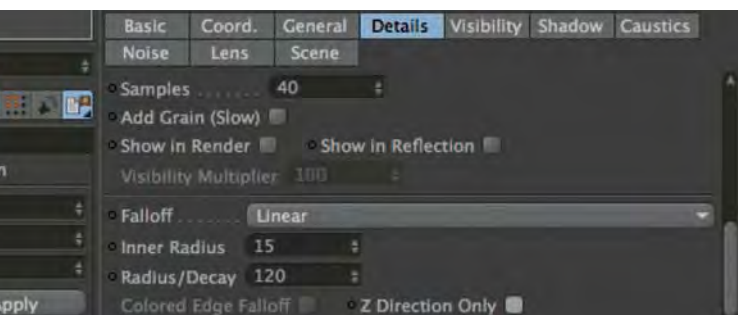 Basic Coord. General Details Visibility Shadow Caustics
Noise Lens Scene
Samples 40
Add Grain (Slow)
Show in Render Show in Reflection
Visibility Multiplier 100
Falloff Linear
Inner Radius 15
Radius/Decay 120
Apply Colored Edge Falloff Z Direction Only